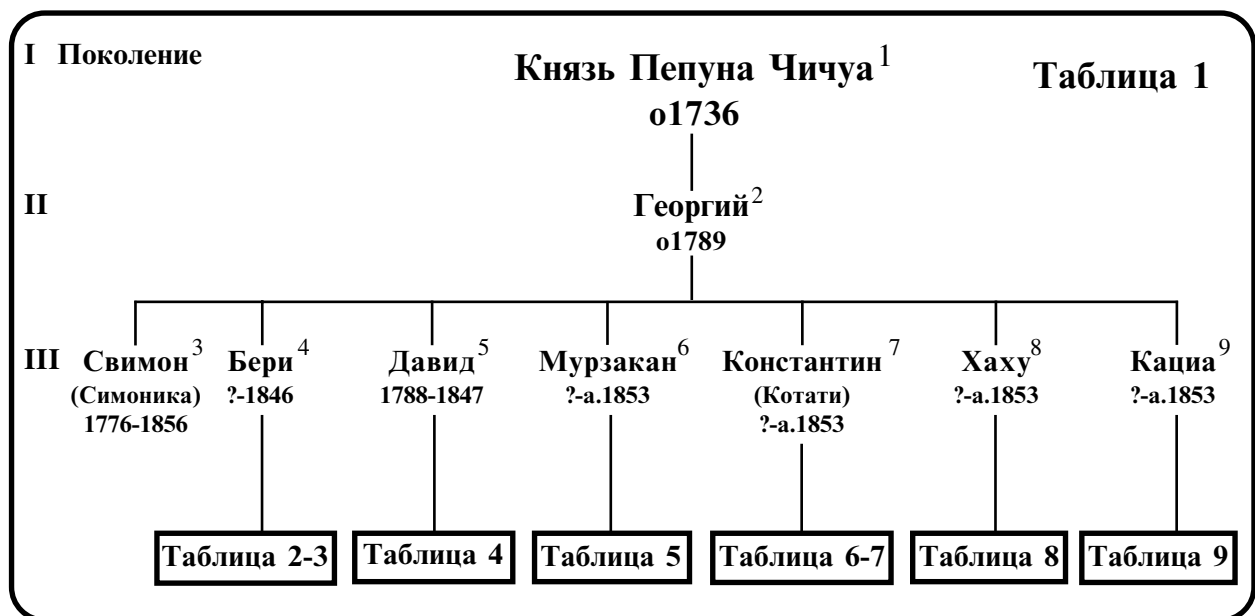 I Поколение
Князь Пепуна Чичуа1
Таблица 1
о1736
II
Георгий2
о1789
III
Свимон3
Бери4
Давид5
Мурзакан6
Константин7
Хаху8
Кациа9
(Симоника)
?-1846
1788-1847
?-а.1853
(Котати)
?-а.1853
?-а.1853
1776-1856
?-а.1853
Таблица 2-3
Таблица 4
Таблица 5
Таблица 6-7
Таблица 8
Таблица 9